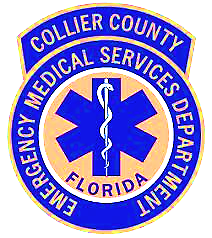 COLLIER COUNTY
EMERGENCY MEDICAL SERVICES DEPARTMENT
FLORIDA